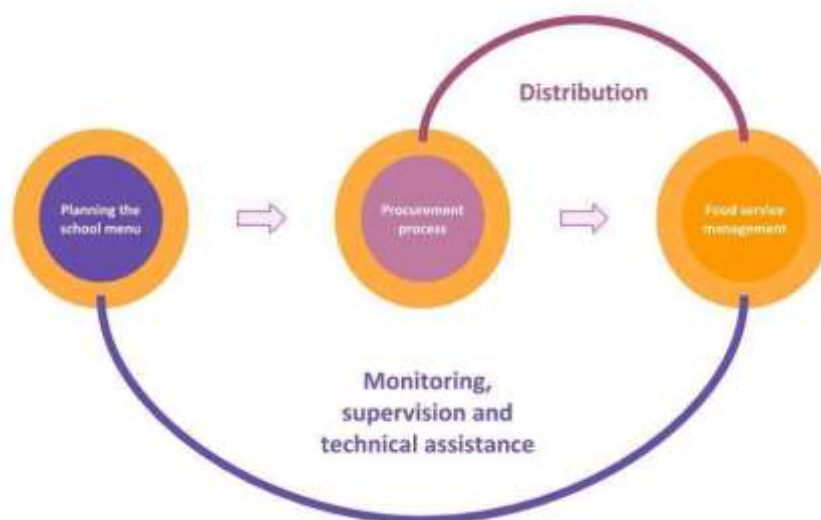 Distribution
Planning the
school menu
Procurement
process
Food service
management
Monitoring,
supervision and
technical assistance